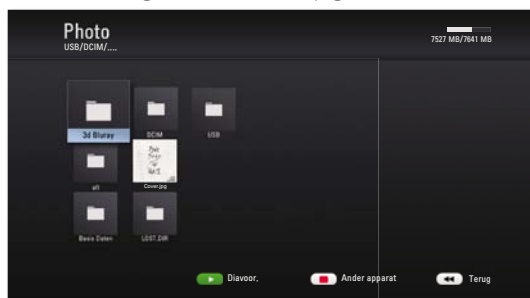 Photo
USB/DCIM/....
7527 MB/7641 MB
3d Bluray
DCIM
USB
all
Cover.jpg
Basis Daten
LOST.DIR
Diavoor.
Ander apparat
Terug